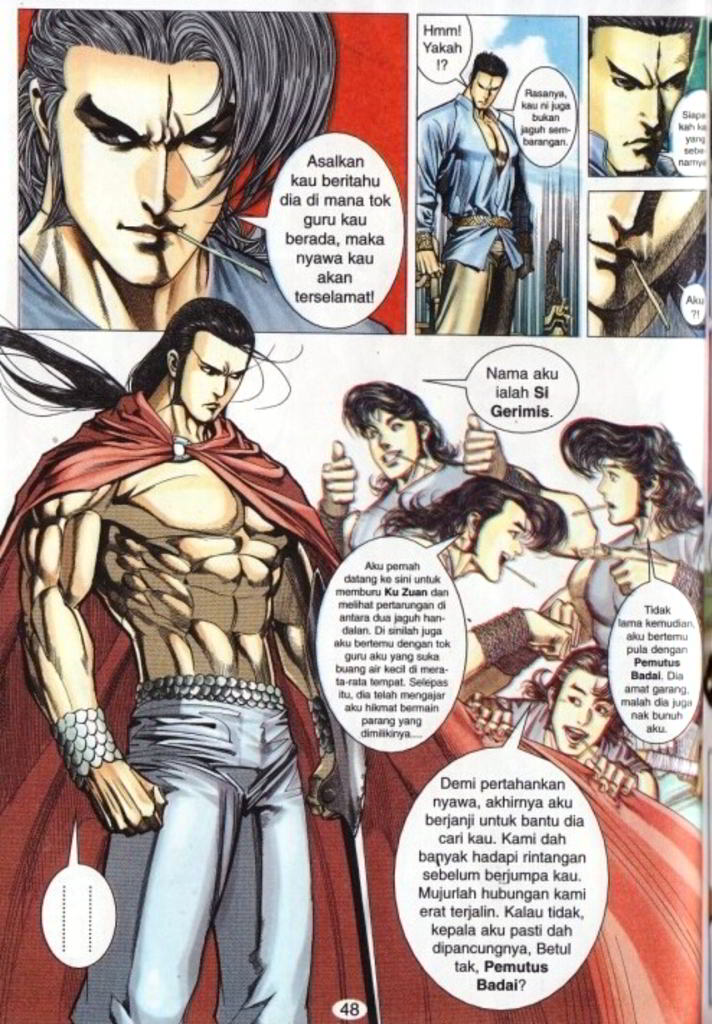 Asalkan
kau beritahu
dia di mana tok
guru kau
berada, maka
nyawa kau
akan
terselamat!
Hmm!
Yakah
!?
Rasanya,
kau ni juga
bukan
jaguh sem-
barangan.
Siapa
kah ka
yang
sebe
narnya
Aku
?!
Nama aku
ialah Si
Gerimis.
Aku pernah
datang ke sini untuk
memburu Ku Zuan dan
melihat pertarungan di
antara dua jaguh han-
dalan. Di sinilah juga
aku bertemu dengan tok
guru aku yang suka
buang air kecil di mera-
ta-rata tempat. Selepas
itu, dia telah mengajar
aku hikmat bermain
parang yang
dimilikinya....
Tidak
lama kemudian,
aku bertemu
pula dengan
Pemutus
Badai. Dia
amat garang,
malah dia juga
nak bunuh
aku.
Demi pertahankan
nyawa, akhirnya aku
berjanji untuk bantu dia
cari kau. Kami dah
banyak hadapi rintangan
sebelum berjumpa kau.
Mujurlah hubungan kami
erat terjalin. Kalau tidak,
kepala aku pasti dah
dipancungnya, Betul
tak, Pemutus
Badai?
48